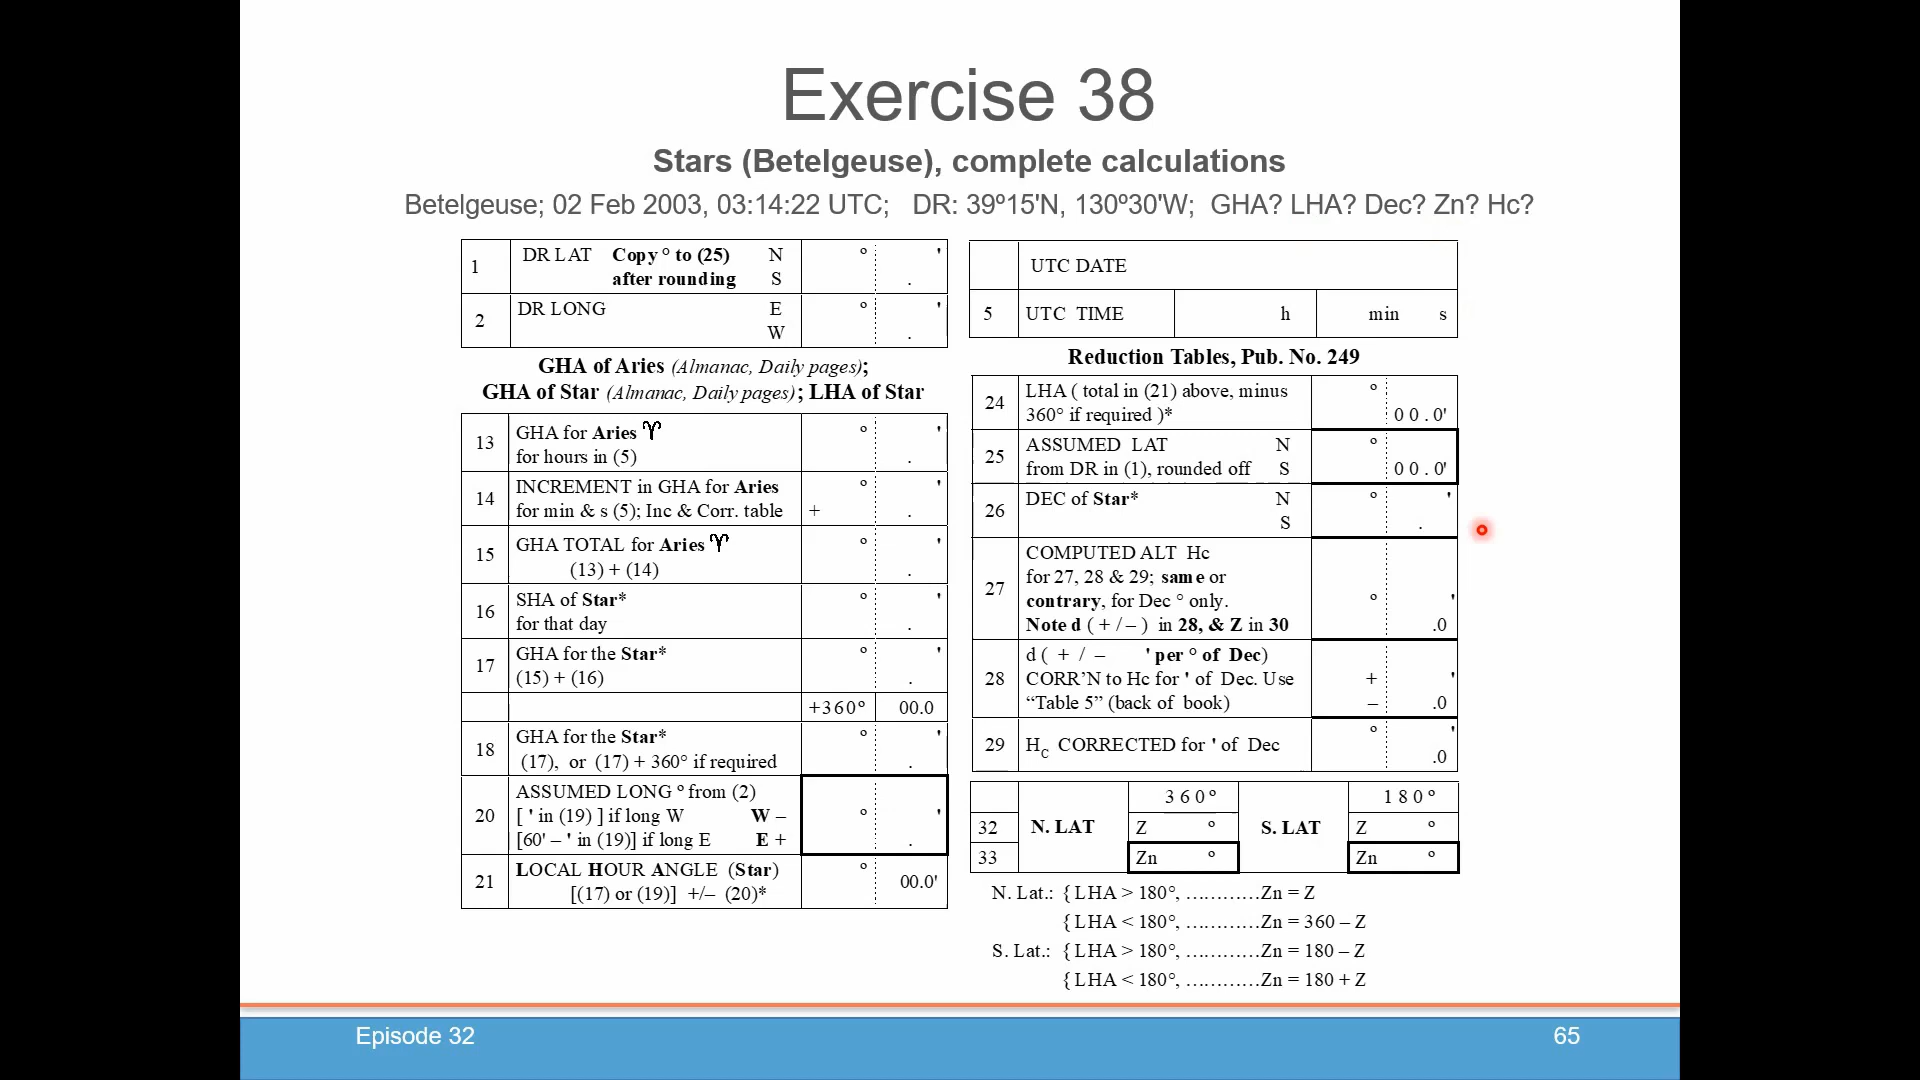 Exercise 38
Stars (Betelgeuse), complete calculations
Betelgeuse; 02 Feb 2003, 03:14:22 UTC; DR: 39º15'N, 130º30'W; GHA? LHA? Dec? Zn? Hc?
1 DR LAT Copy º to (25) N º '
after rounding S .
2 DR LONG E º '
W .
GHA of Aries (Almanac, Daily pages);
GHA of Star (Almanac, Daily pages); LHA of Star
13 GHA for Aries ♈ º '
for hours in (5) .
14 INCREMENT in GHA for Aries º '
for min & s (5); Inc & Corr. table + .
15 GHA TOTAL for Aries ♈ º '
(13) + (14) .
16 SHA of Star* º '
for that day .
17 GHA for the Star* º '
(15) + (16) .
+360º 00.0
18 GHA for the Star* º '
(17), or (17) + 360° if required .
20 ASSUMED LONG º from (2)
[ ' in (19) ] if long W W – º '
[60' – ' in (19)] if long E E + .
21 LOCAL HOUR ANGLE (Star) º 00.0'
[(17) or (19)] +/– (20)*
UTC DATE
5 UTC TIME h min s
Reduction Tables, Pub. No. 249
24 LHA ( total in (21) above, minus º
360° if required )* 00.0'
25 ASSUMED LAT N º
from DR in (1), rounded off S 00.0'
26 DEC of Star* N º '
S .
27 COMPUTED ALT Hc
for 27, 28 & 29; same or
contrary, for Dec ° only. º '
Note d ( + / – ) in 28, & Z in 30 .0
28 d ( + / – ' per ° of Dec)
CORR’N to Hc for ' of Dec. Use + '
“Table 5” (back of book) – .0
29 HC CORRECTED for ' of Dec º '
.0
360º 180º
32 N. LAT Z º S. LAT Z º
33 Zn º Zn º
N. Lat.: { LHA > 180°, …………Zn = Z
{ LHA < 180°, …………Zn = 360 – Z
S. Lat.: { LHA > 180°, …………Zn = 180 – Z
{ LHA < 180°, …………Zn = 180 + Z
Episode 32
65